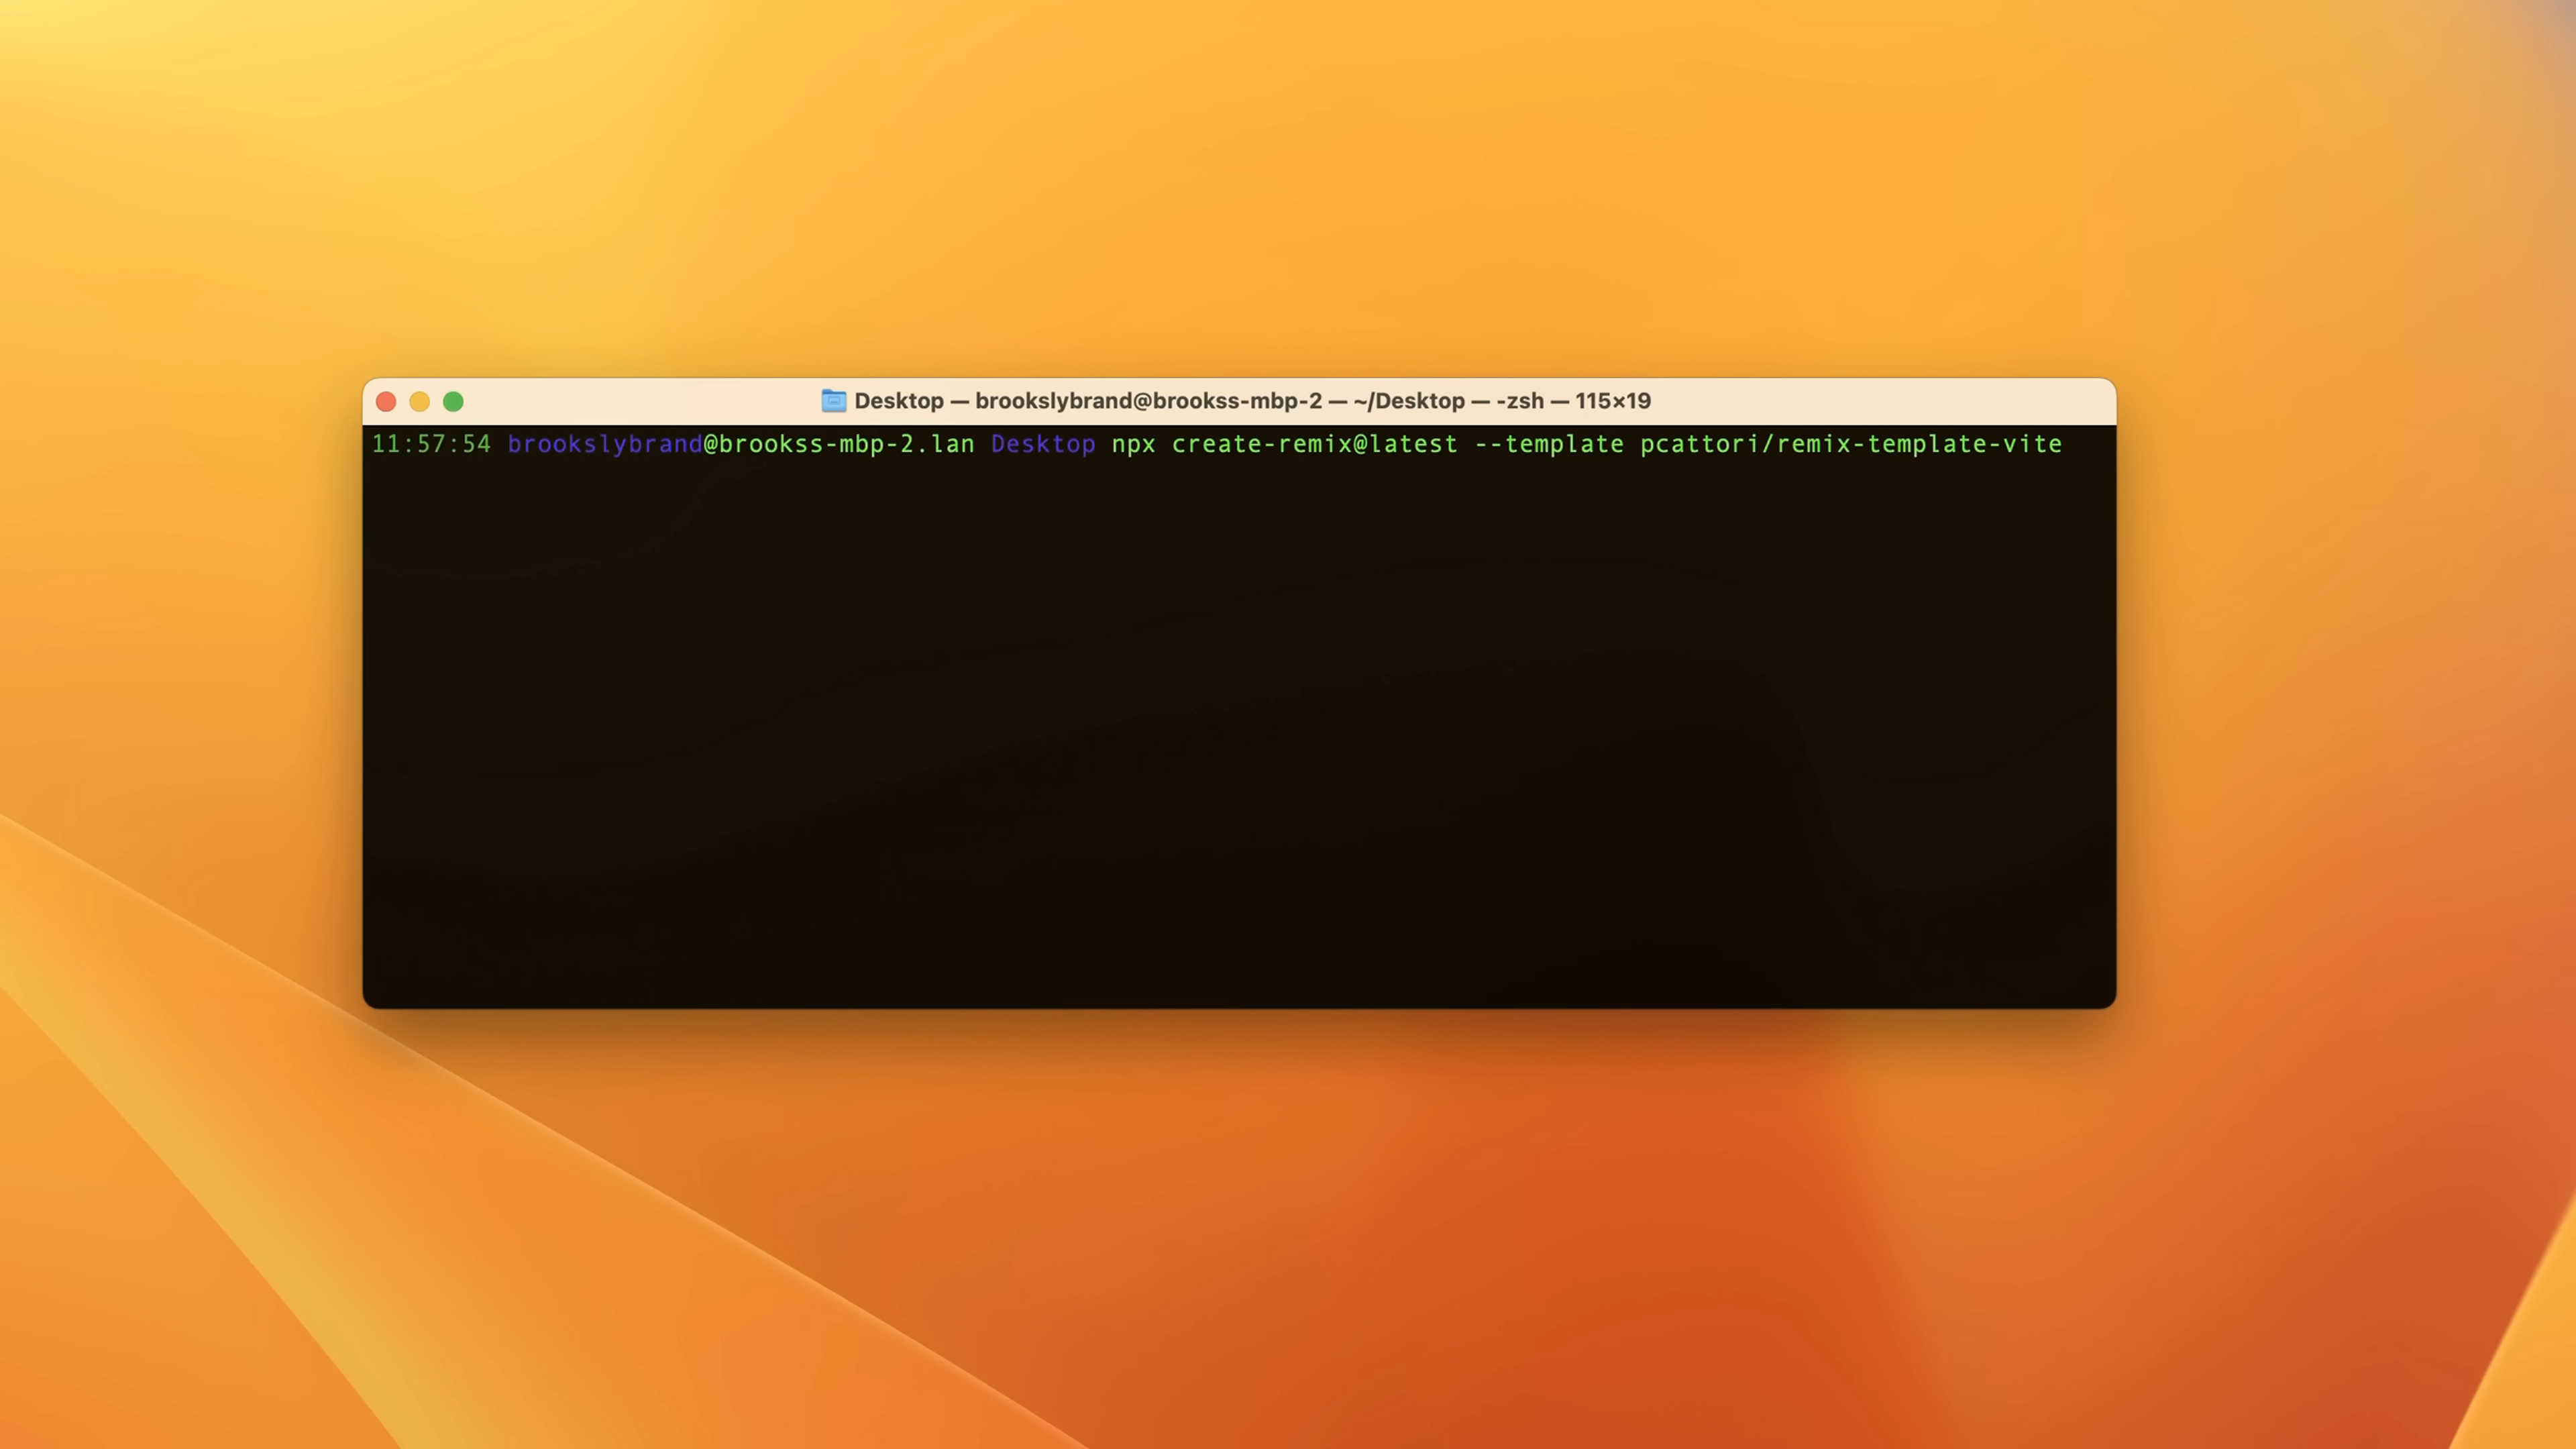 Desktop — brookslybrand@brookss-mbp-2 — ~/Desktop — -zsh — 115×19
11:57:54 brookslybrand@brookss-mbp-2.lan Desktop npx create-remix@latest --template pcattori/remix-template-vite